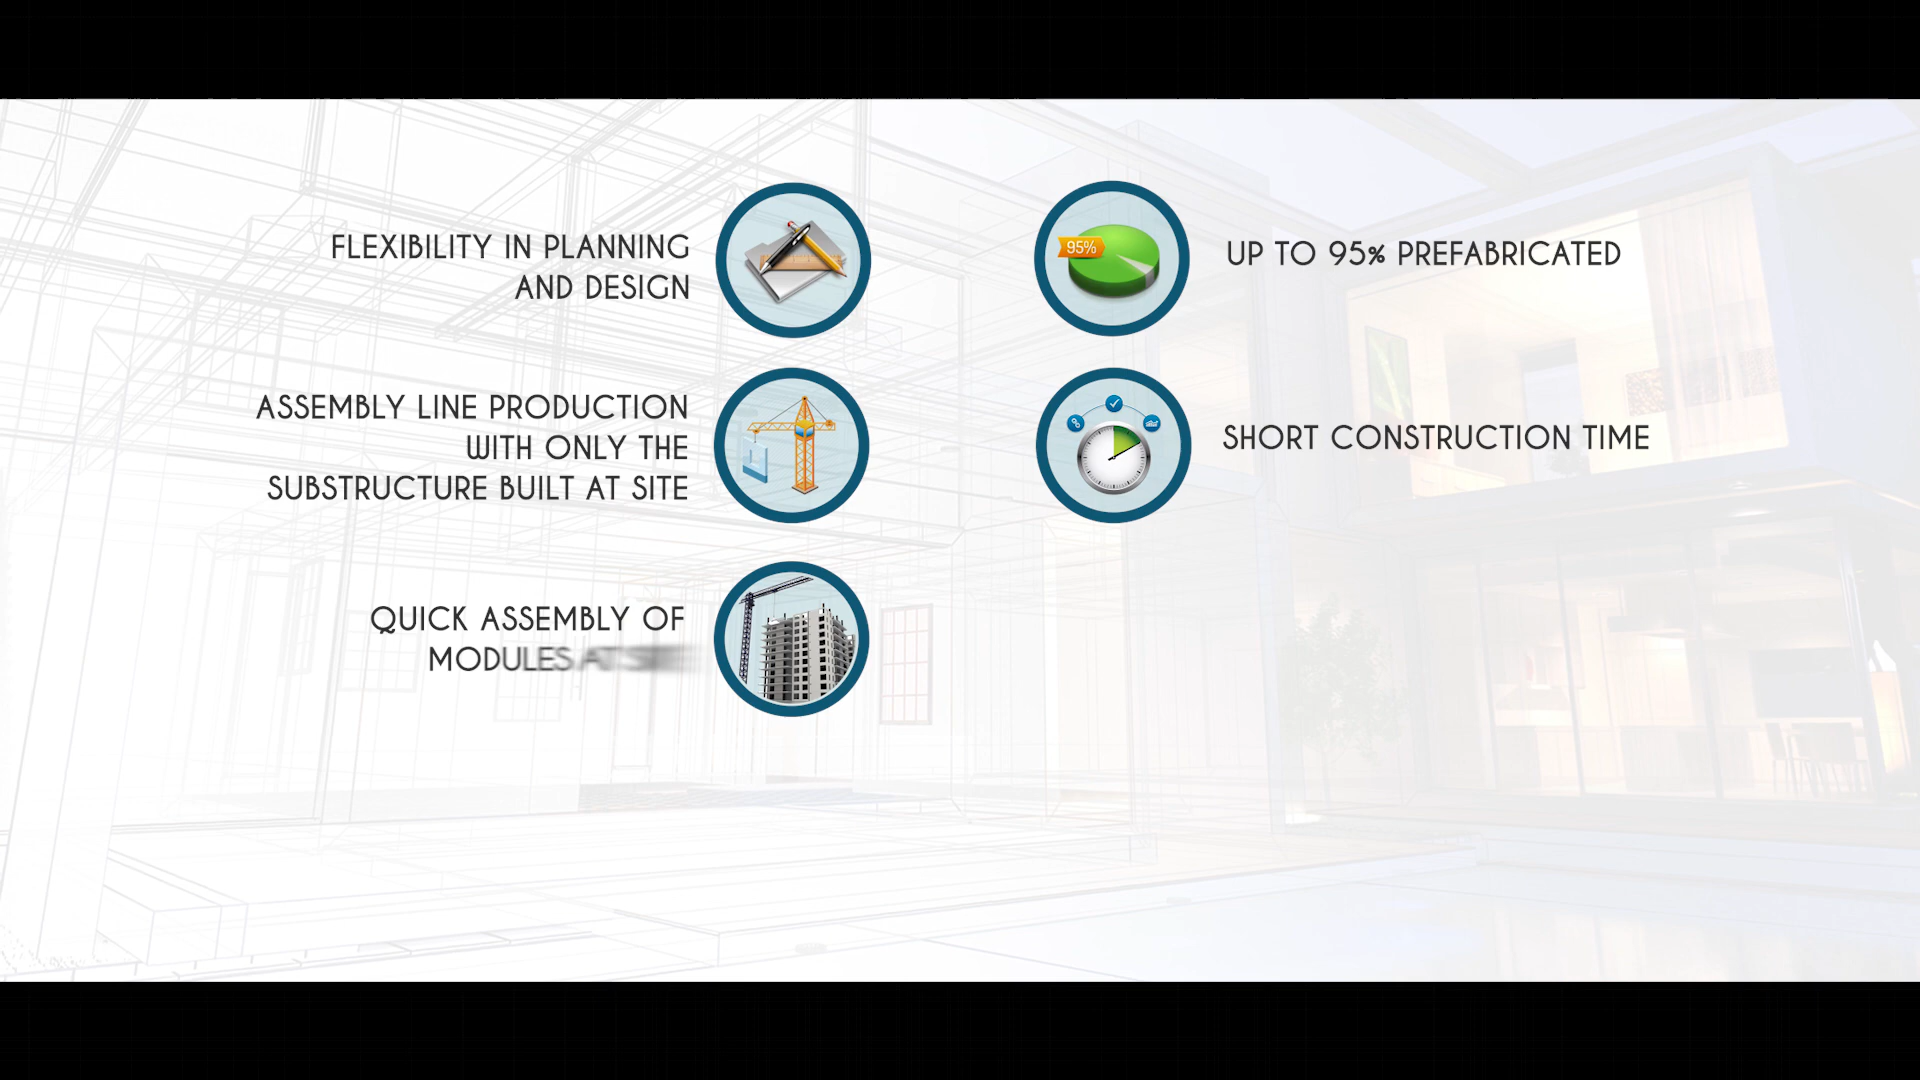 FLEXIBILITY IN PLANNING
AND DESIGN
95%
UP TO 95% PREFABRICATED
ASSEMBLY LINE PRODUCTION
WITH ONLY THE
SUBSTRUCTURE BUILT AT SITE
SHORT CONSTRUCTION TIME
QUICK ASSEMBLY OF
MODULES AT